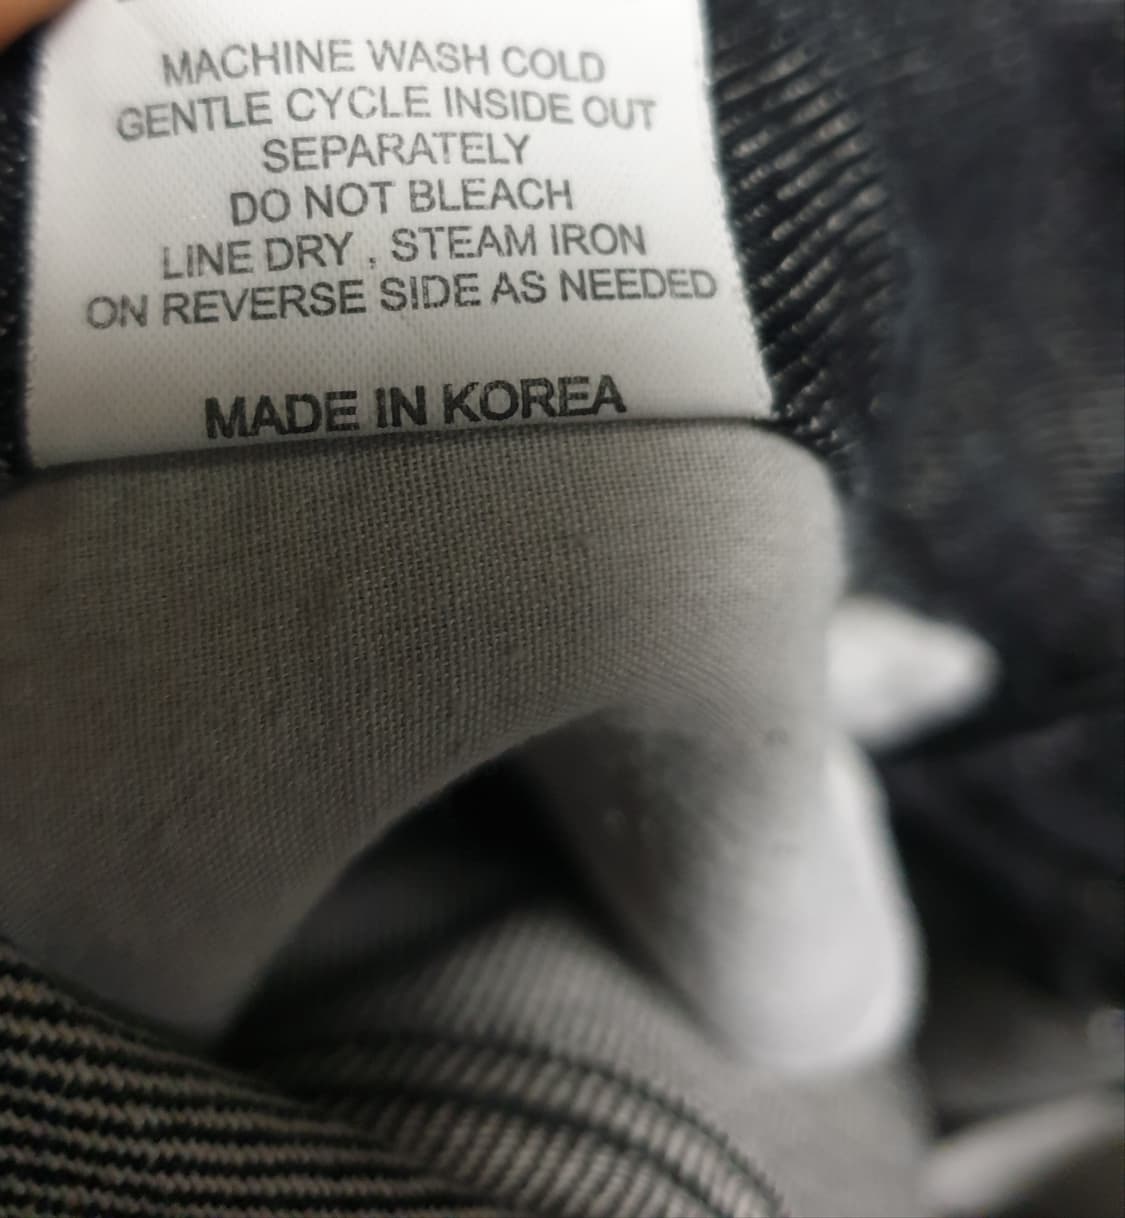 MACHINE WASH COLD
GENTLE CYCLE INSIDE OUT
SEPARATELY
DO NOT BLEACH
LINE DRY , STEAM IRON
ON REVERSE SIDE AS NEEDED
MADE IN KOREA